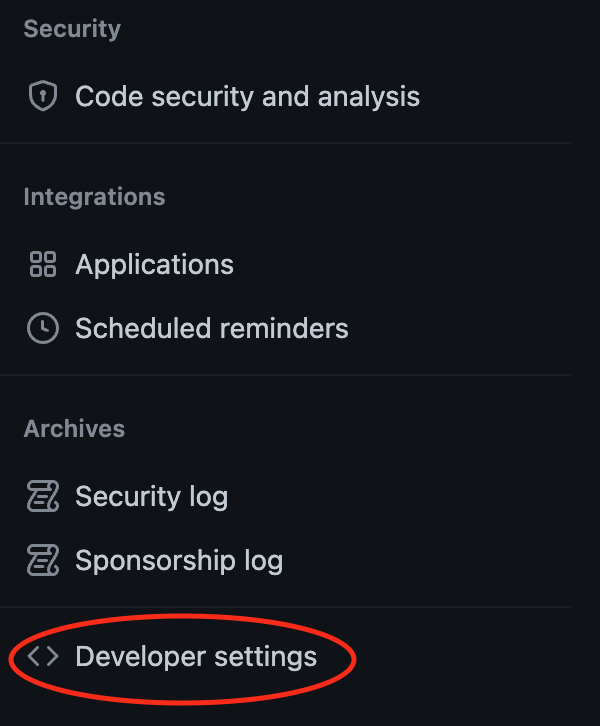 Security
Code security and analysis
Integrations
Applications
Scheduled reminders
Archives
Security log
Sponsorship log
Developer settings